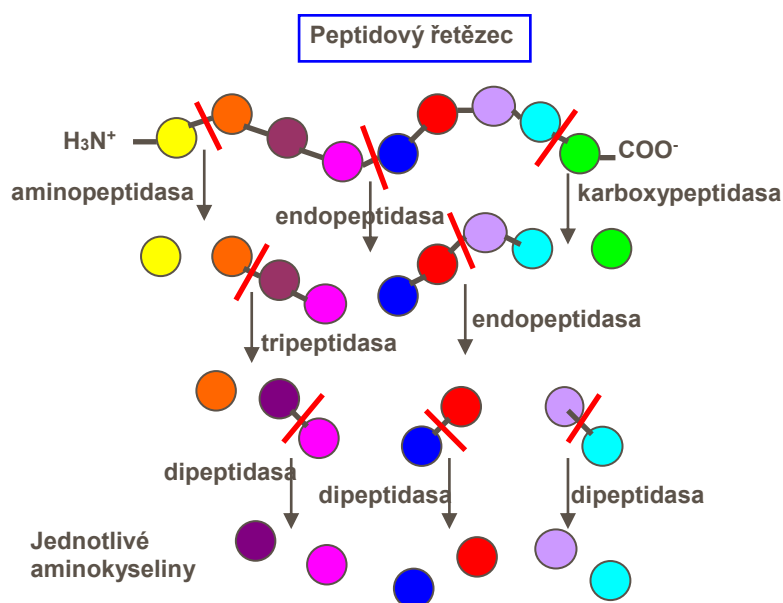 Peptidový řetězec
H₃N⁺
COO⁻
aminopeptidasa
endopeptidasa
karboxypeptidasa
tripeptidasa
endopeptidasa
dipeptidasa
dipeptidasa
dipeptidasa
Jednotlivé
aminokyseliny